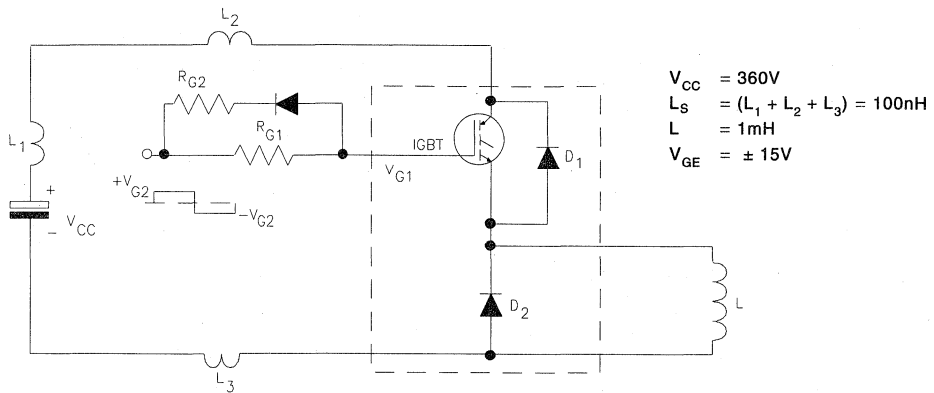 L2
RG2
RG1
L1
+VG2
−VG2
VG1
IGBT
D1
+
−
VCC
D2
L
L3
VCC = 360V
LS = (L1 + L2 + L3) = 100nH
L = 1mH
VGE = ± 15V